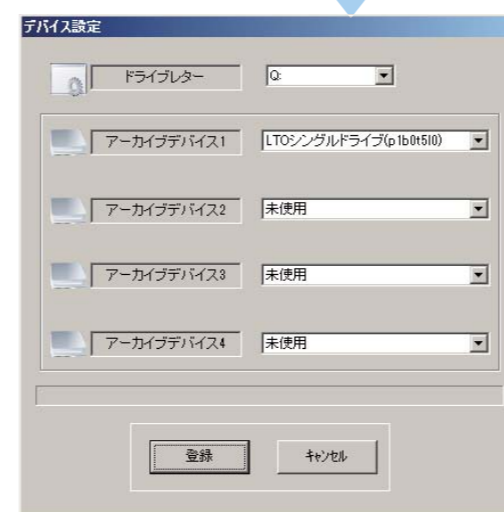 デバイス設定
ドライブレター Q:
アーカイブデバイス1 LTOシングルドライブ(p1b0t5l0)
アーカイブデバイス2 未使用
アーカイブデバイス3 未使用
アーカイブデバイス4 未使用
登録 キャンセル